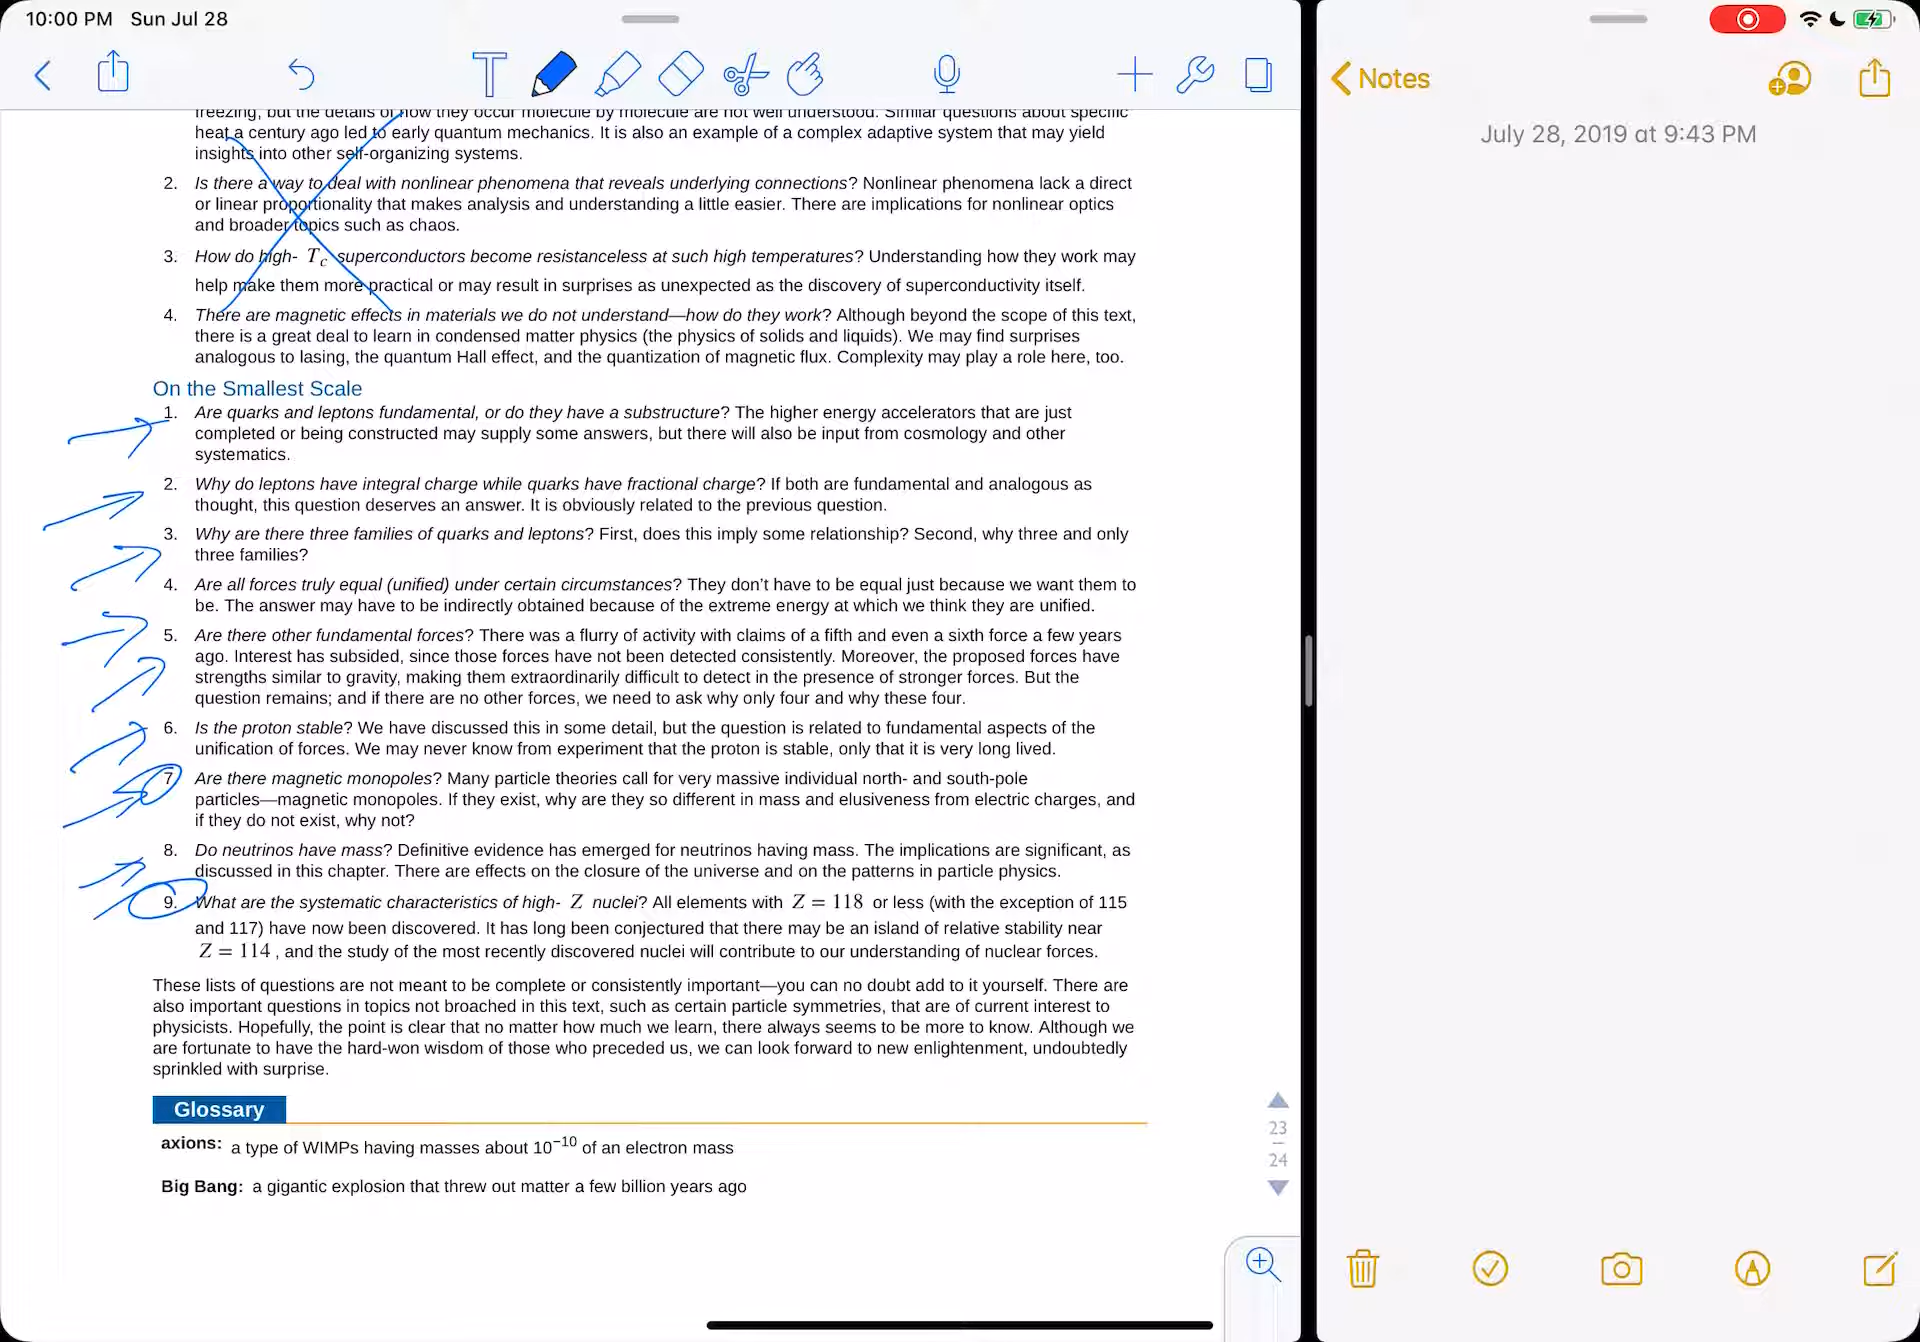 10:00 PM Sun Jul 28
Notes
July 28, 2019 at 9:43 PM
freezing, but the details of how they occur molecule by molecule are not well understood. Similar questions about specific
heat a century ago led to early quantum mechanics. It is also an example of a complex adaptive system that may yield
insights into other self-organizing systems.
2. Is there a way to deal with nonlinear phenomena that reveals underlying connections? Nonlinear phenomena lack a direct
or linear proportionality that makes analysis and understanding a little easier. There are implications for nonlinear optics
and broader topics such as chaos.
3. How do high- Tc superconductors become resistanceless at such high temperatures? Understanding how they work may
help make them more practical or may result in surprises as unexpected as the discovery of superconductivity itself.
4. There are magnetic effects in materials we do not understand—how do they work? Although beyond the scope of this text,
there is a great deal to learn in condensed matter physics (the physics of solids and liquids). We may find surprises
analogous to lasing, the quantum Hall effect, and the quantization of magnetic flux. Complexity may play a role here, too.
On the Smallest Scale
1. Are quarks and leptons fundamental, or do they have a substructure? The higher energy accelerators that are just
completed or being constructed may supply some answers, but there will also be input from cosmology and other
systematics.
2. Why do leptons have integral charge while quarks have fractional charge? If both are fundamental and analogous as
thought, this question deserves an answer. It is obviously related to the previous question.
3. Why are there three families of quarks and leptons? First, does this imply some relationship? Second, why three and only
three families?
4. Are all forces truly equal (unified) under certain circumstances? They don't have to be equal just because we want them to
be. The answer may have to be indirectly obtained because of the extreme energy at which we think they are unified.
5. Are there other fundamental forces? There was a flurry of activity with claims of a fifth and even a sixth force a few years
ago. Interest has subsided, since those forces have not been detected consistently. Moreover, the proposed forces have
strengths similar to gravity, making them extraordinarily difficult to detect in the presence of stronger forces. But the
question remains; and if there are no other forces, we need to ask why only four and why these four.
6. Is the proton stable? We have discussed this in some detail, but the question is related to fundamental aspects of the
unification of forces. We may never know from experiment that the proton is stable, only that it is very long lived.
7. Are there magnetic monopoles? Many particle theories call for very massive individual north- and south-pole
particles—magnetic monopoles. If they exist, why are they so different in mass and elusiveness from electric charges, and
if they do not exist, why not?
8. Do neutrinos have mass? Definitive evidence has emerged for neutrinos having mass. The implications are significant, as
discussed in this chapter. There are effects on the closure of the universe and on the patterns in particle physics.
9. What are the systematic characteristics of high- Z nuclei? All elements with Z = 118 or less (with the exception of 115
and 117) have now been discovered. It has long been conjectured that there may be an island of relative stability near
Z = 114 , and the study of the most recently discovered nuclei will contribute to our understanding of nuclear forces.
These lists of questions are not meant to be complete or consistently important—you can no doubt add to it yourself. There are
also important questions in topics not broached in this text, such as certain particle symmetries, that are of current interest to
physicists. Hopefully, the point is clear that no matter how much we learn, there always seems to be more to know. Although we
are fortunate to have the hard-won wisdom of those who preceded us, we can look forward to new enlightenment, undoubtedly
sprinkled with surprise.
Glossary
axions: a type of WIMPs having masses about 10⁻¹⁰ of an electron mass
Big Bang: a gigantic explosion that threw out matter a few billion years ago
23
24